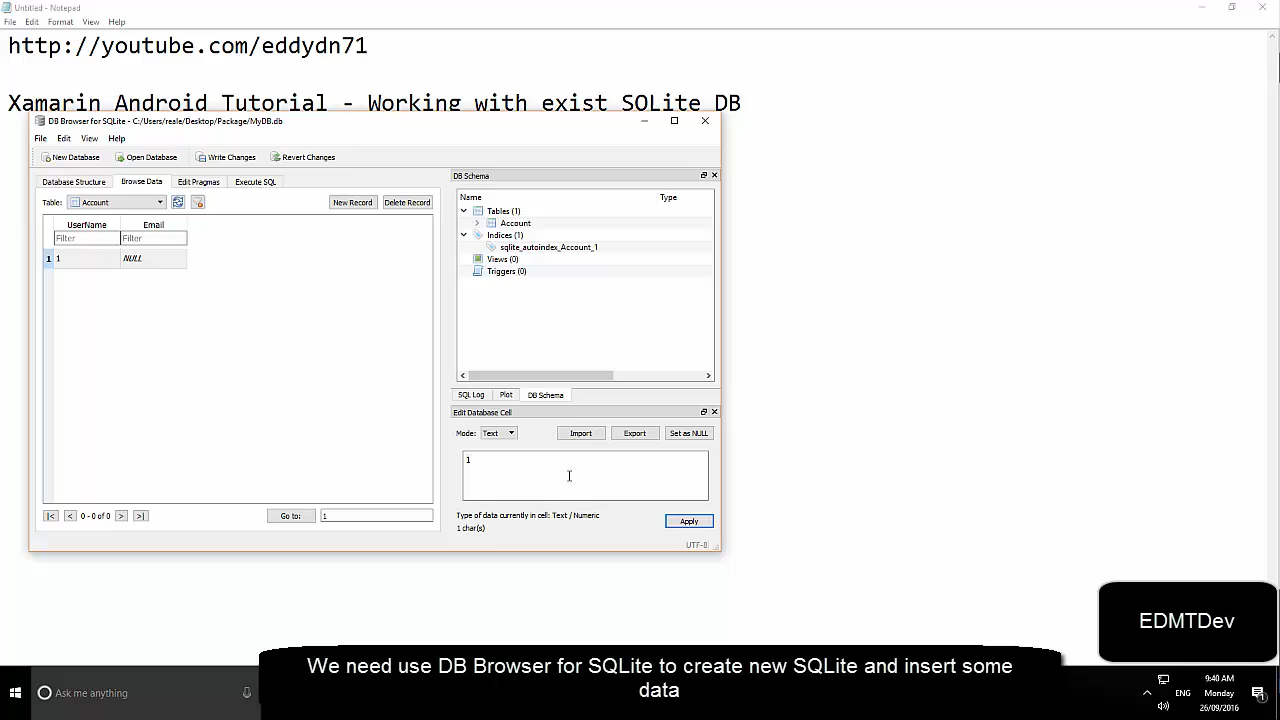 Untitled - Notepad
File Edit Format View Help
http://youtube.com/eddydn71
Xamarin Android Tutorial - Working with exist SQLite DB
DB Browser for SQLite - C:/Users/reale/Desktop/Package/MyDB.db
File Edit View Help
New Database Open Database Write Changes Revert Changes
Database Structure Browse Data Edit Pragmas Execute SQL
Table: Account New Record Delete Record
UserName Email
Filter Filter
1 1 NULL
|< < 0 - 0 of 0 > >| Go to: 1
DB Schema
Name Type
Tables (1)
Account
Indices (1)
sqlite_autoindex_Account_1
Views (0)
Triggers (0)
SQL Log Plot DB Schema
Edit Database Cell
Mode: Text Import Export Set as NULL
1
Type of data currently in cell: Text / Numeric
1 char(s)
Apply
UTF-8
EDMTDev
We need use DB Browser for SQLite to create new SQLite and insert some
data
Ask me anything
ENG
9:40 AM
Monday
26/09/2016
1